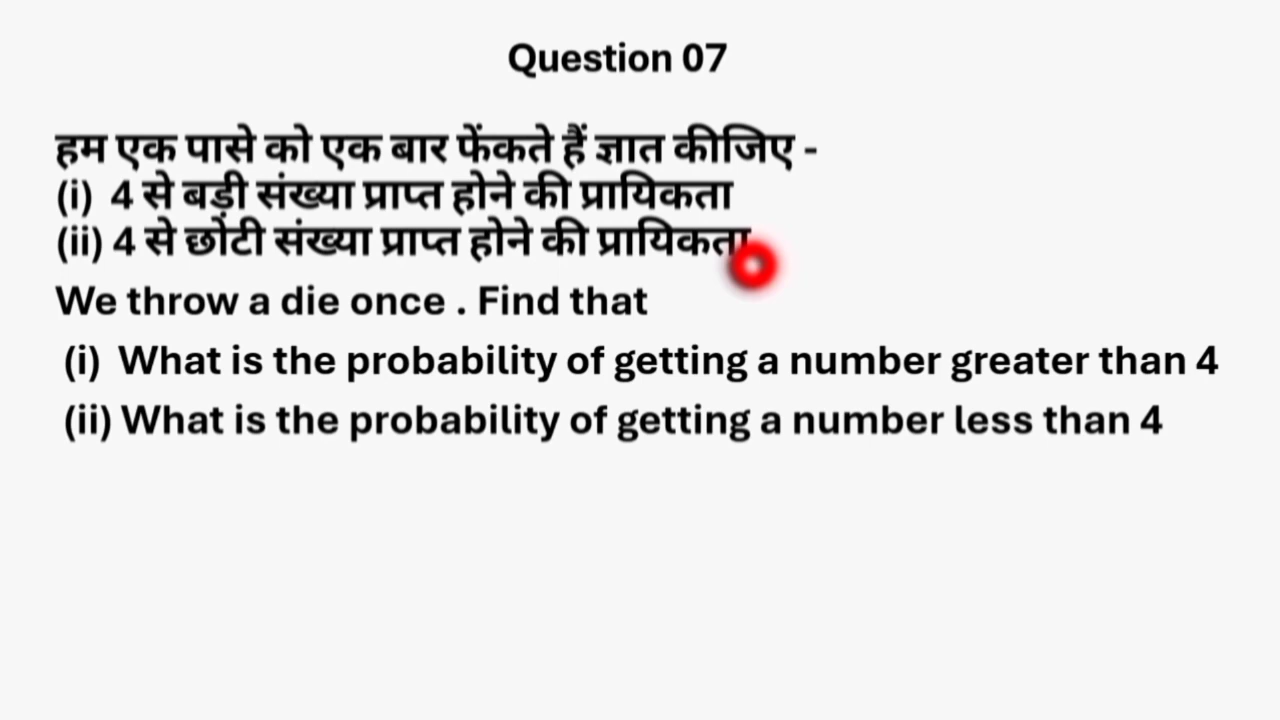 Question 07
हम एक पासे को एक बार फेंकते हैं ज्ञात कीजिए -
(i) 4 से बड़ी संख्या प्राप्त होने की प्रायिकता
(ii) 4 से छोटी संख्या प्राप्त होने की प्रायिकता
We throw a die once . Find that
(i) What is the probability of getting a number greater than 4
(ii) What is the probability of getting a number less than 4